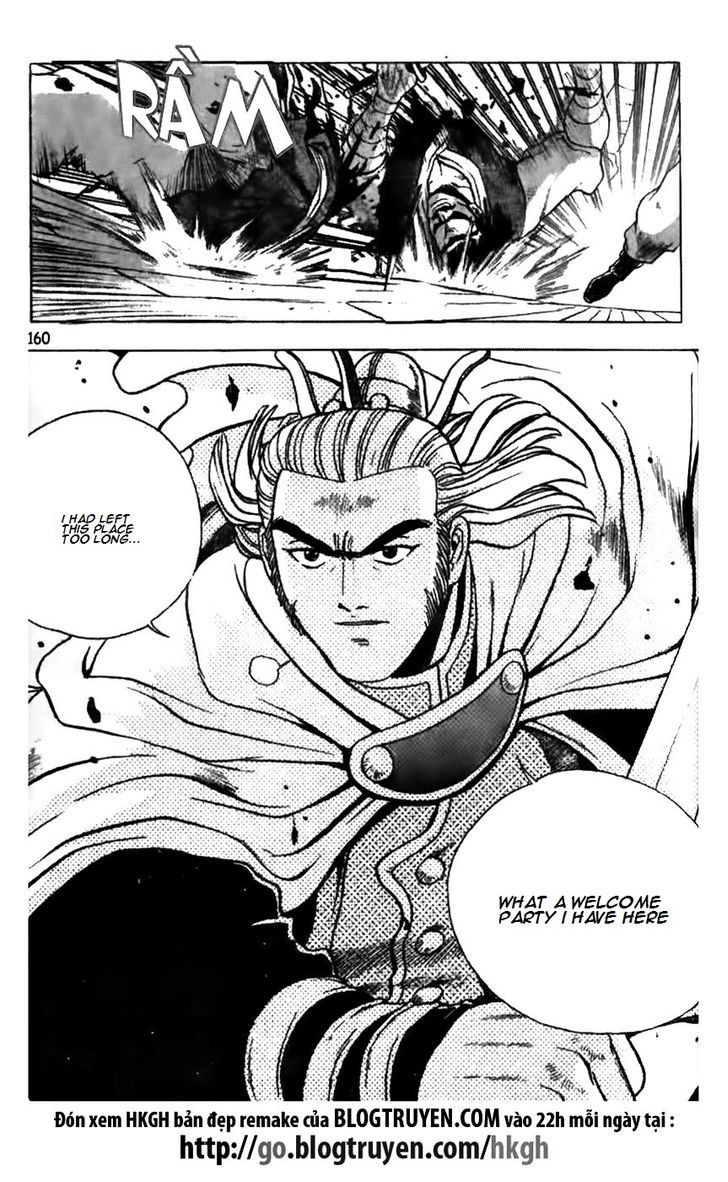 RẦM
160
I HAD LEFT
THIS PLACE
TOO LONG...
WHAT A WELCOME
PARTY I HAVE HERE
Đón xem HKGH bản đẹp remake của BLOGTRUYEN.COM vào 22h mỗi ngày tại :
http://go.blogtruyen.com/hkgh